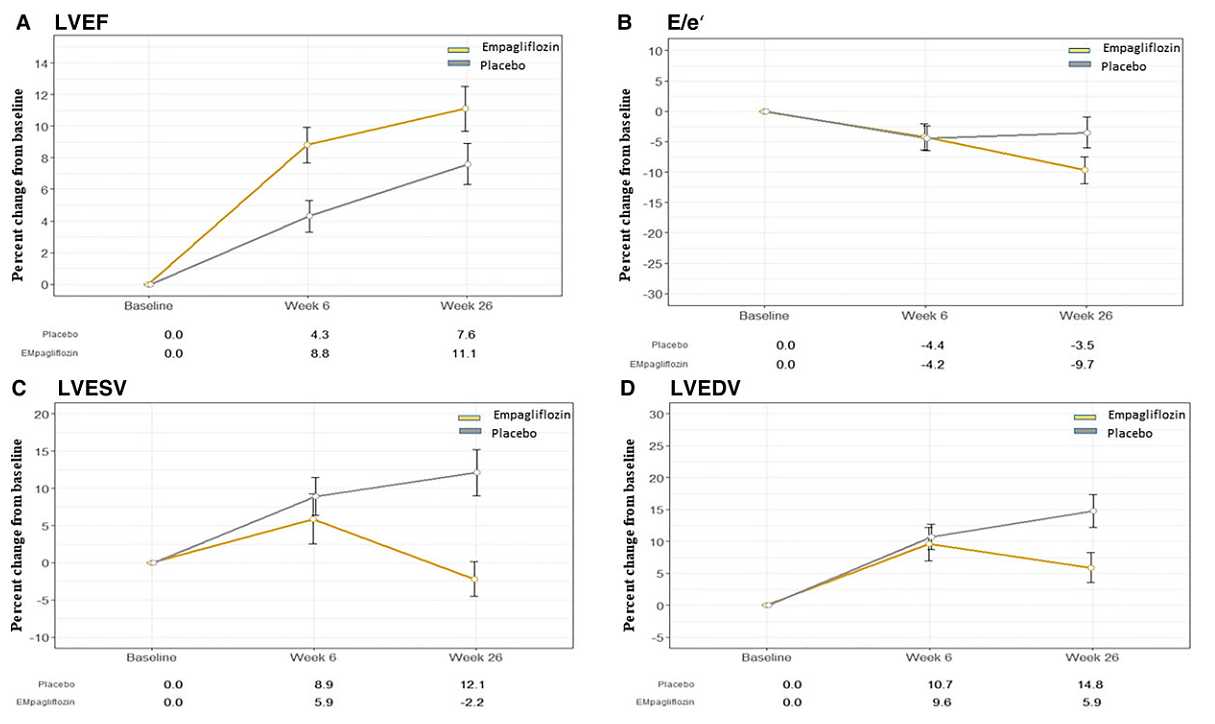 A LVEF
Empagliflozin
Placebo
Percent change from baseline
14
12
10
8
6
4
2
0
Baseline Week 6 Week 26
Placebo 0.0 4.3 7.6
EMpagliflozin 0.0 8.8 11.1
B E/e‘
Empagliflozin
Placebo
Percent change from baseline
10
5
0
-5
-10
-15
-20
-25
-30
Baseline Week 6 Week 26
Placebo 0.0 -4.4 -3.5
EMpagliflozin 0.0 -4.2 -9.7
C LVESV
Empagliflozin
Placebo
Percent change from baseline
20
15
10
5
0
-5
-10
Baseline Week 6 Week 26
Placebo 0.0 8.9 12.1
EMpagliflozin 0.0 5.9 -2.2
D LVEDV
Empagliflozin
Placebo
Percent change from baseline
30
25
20
15
10
5
0
-5
Baseline Week 6 Week 26
Placebo 0.0 10.7 14.8
EMpagliflozin 0.0 9.6 5.9